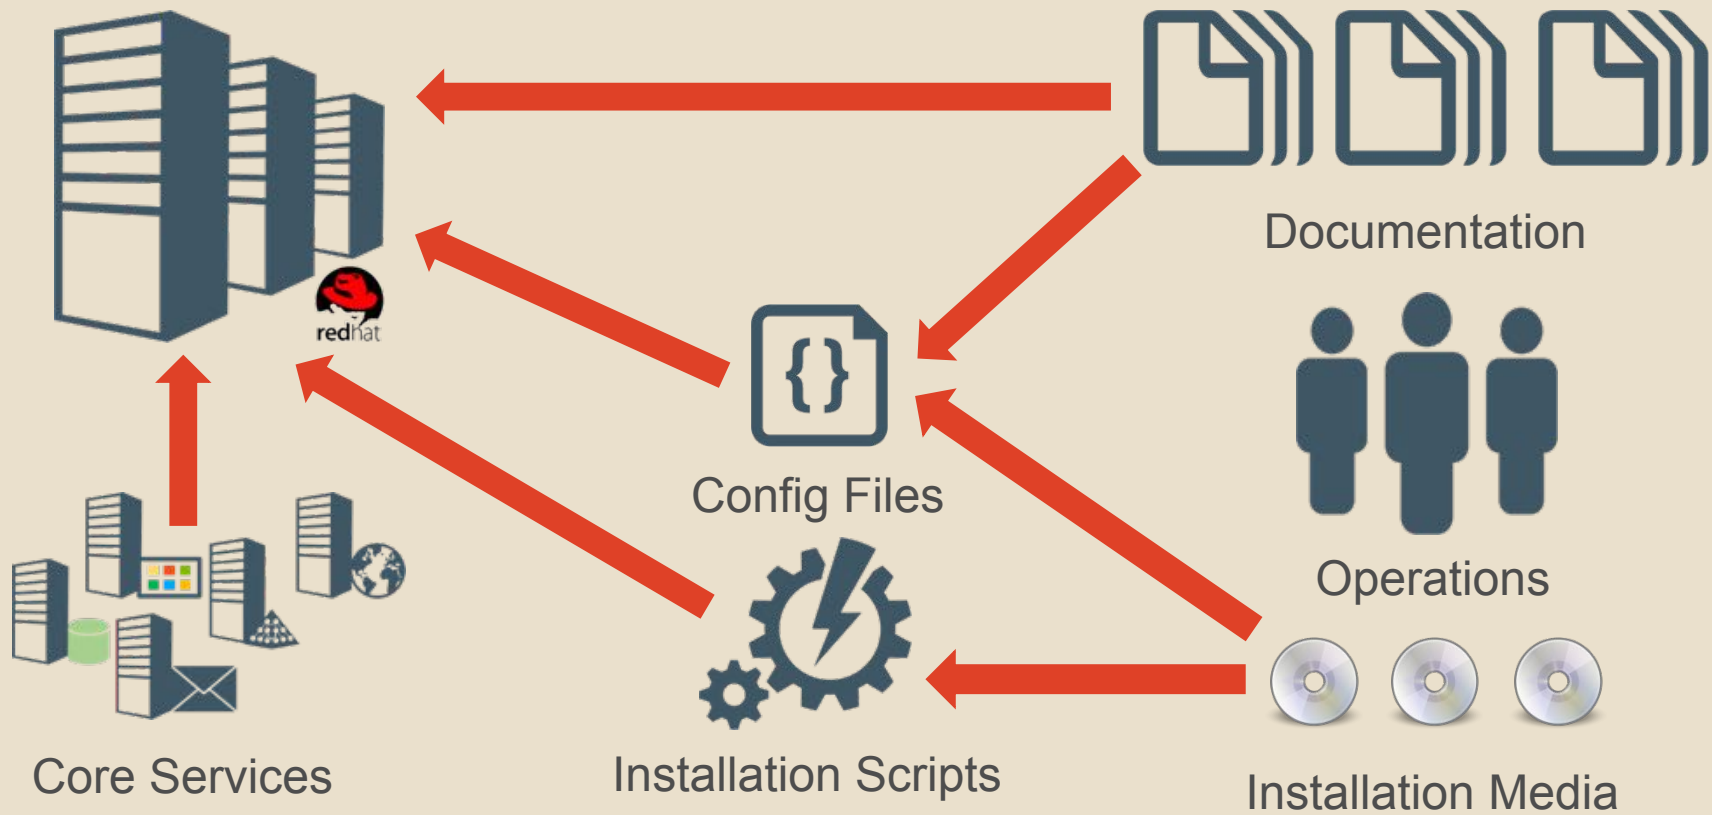 Documentation
redhat
Config Files
Operations
Core Services
Installation Scripts
Installation Media